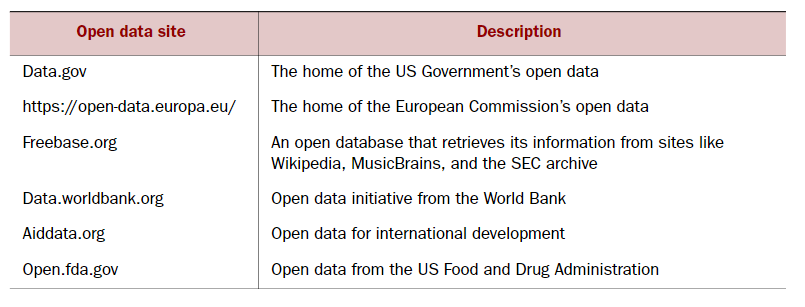 Open data site Description
Data.gov The home of the US Government’s open data
https://open-data.europa.eu/ The home of the European Commission’s open data
Freebase.org An open database that retrieves its information from sites like
Wikipedia, MusicBrains, and the SEC archive
Data.worldbank.org Open data initiative from the World Bank
Aiddata.org Open data for international development
Open.fda.gov Open data from the US Food and Drug Administration